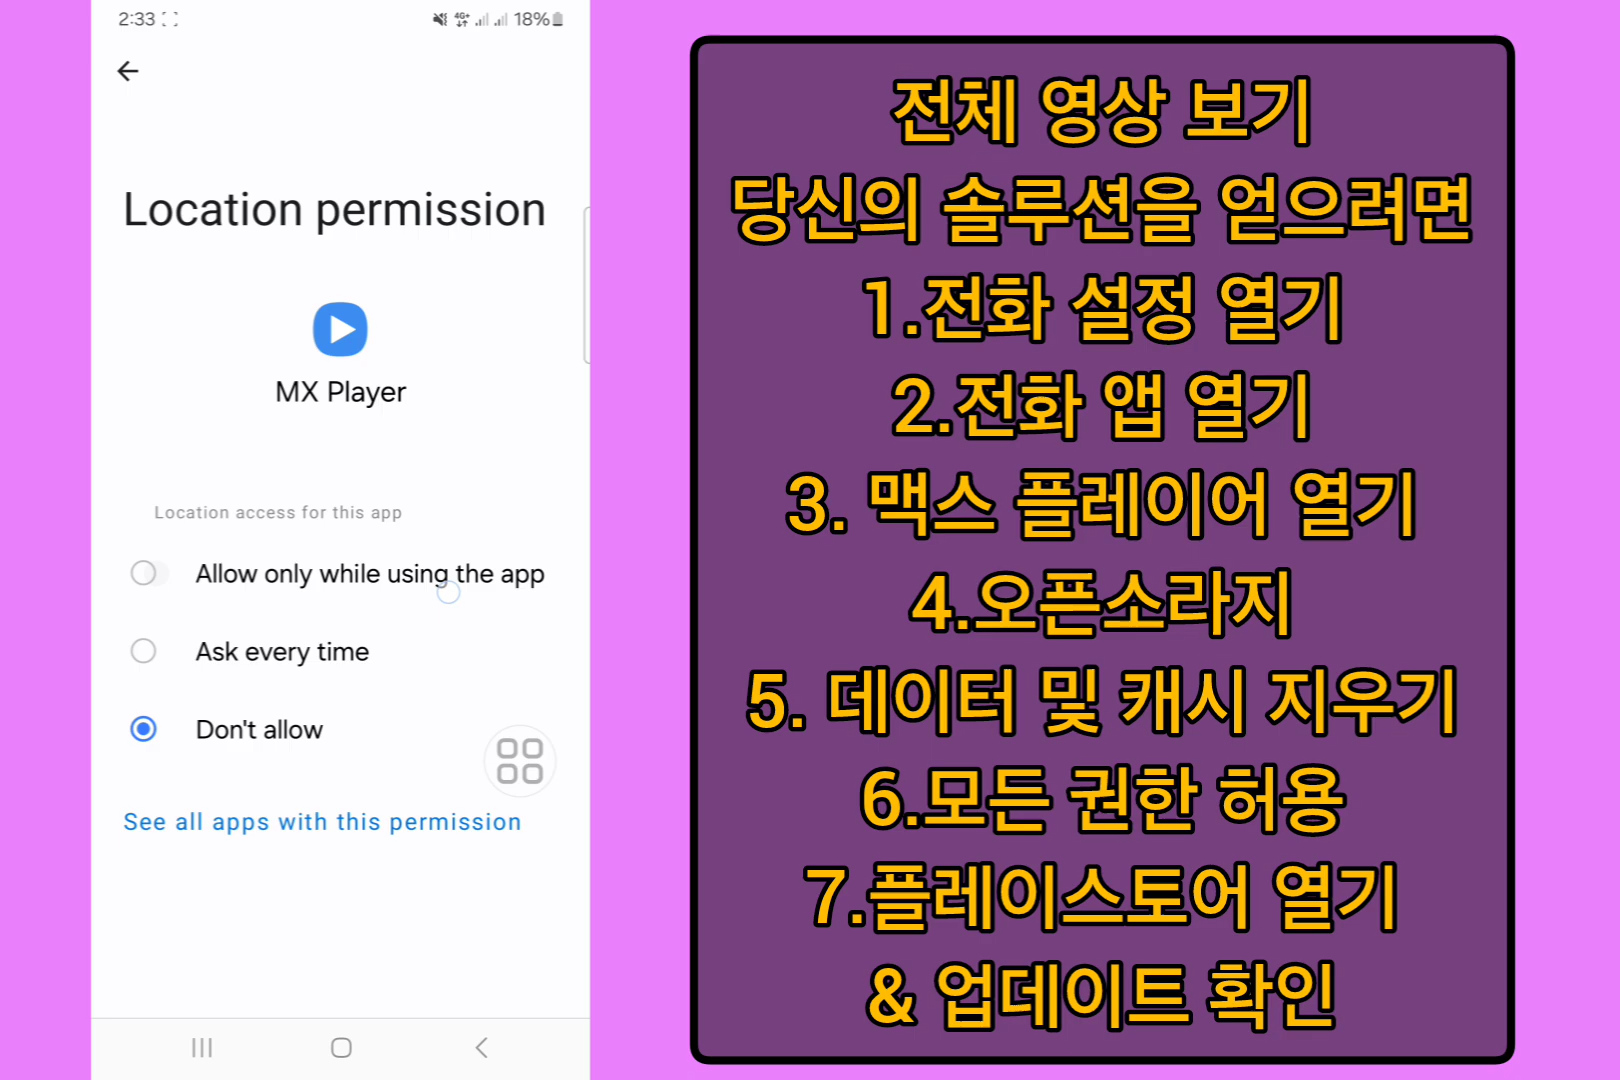 2:33
4G+
18%
Location permission
MX Player
Location access for this app
Allow only while using the app
Ask every time
Don't allow
See all apps with this permission
전체 영상 보기
당신의 솔루션을 얻으려면
1.전화 설정 열기
2.전화 앱 열기
3. 맥스 플레이어 열기
4.오픈소라지
5. 데이터 및 캐시 지우기
6.모든 권한 허용
7.플레이스토어 열기
& 업데이트 확인